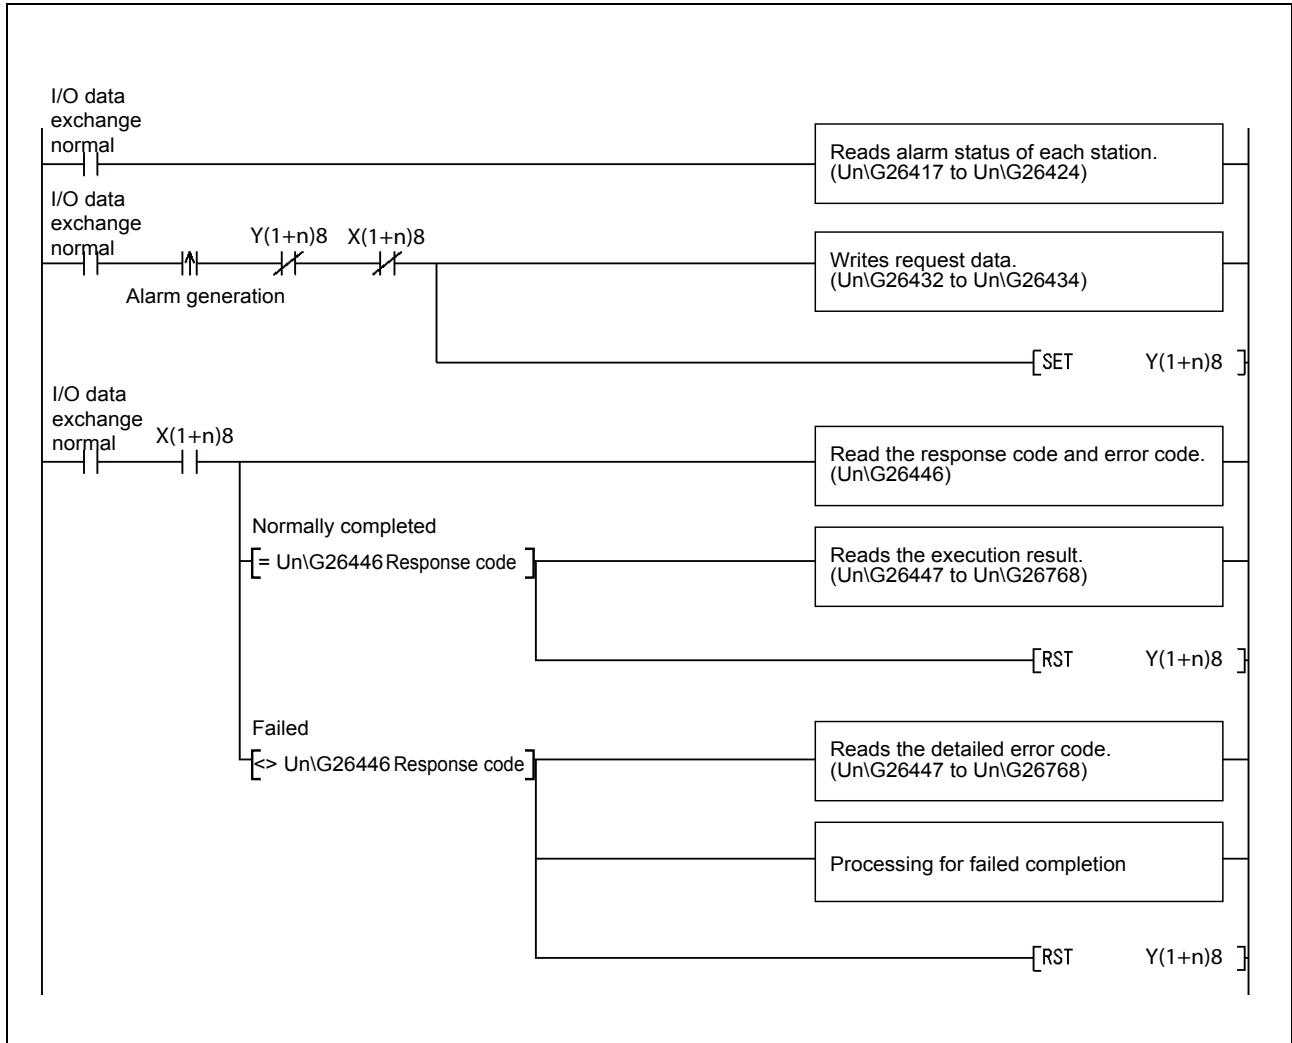 I/O data
exchange
normal
Reads alarm status of each station.
(Un\G26417 to Un\G26424)
I/O data
exchange
normal
Y(1+n)8 X(1+n)8
Alarm generation
Writes request data.
(Un\G26432 to Un\G26434)
[SET Y(1+n)8 ]
I/O data
exchange
normal
X(1+n)8
Read the response code and error code.
(Un\G26446)
Normally completed
[= Un\G26446 Response code ]
Reads the execution result.
(Un\G26447 to Un\G26768)
[RST Y(1+n)8 ]
Failed
[<> Un\G26446 Response code ]
Reads the detailed error code.
(Un\G26447 to Un\G26768)
Processing for failed completion
[RST Y(1+n)8 ]